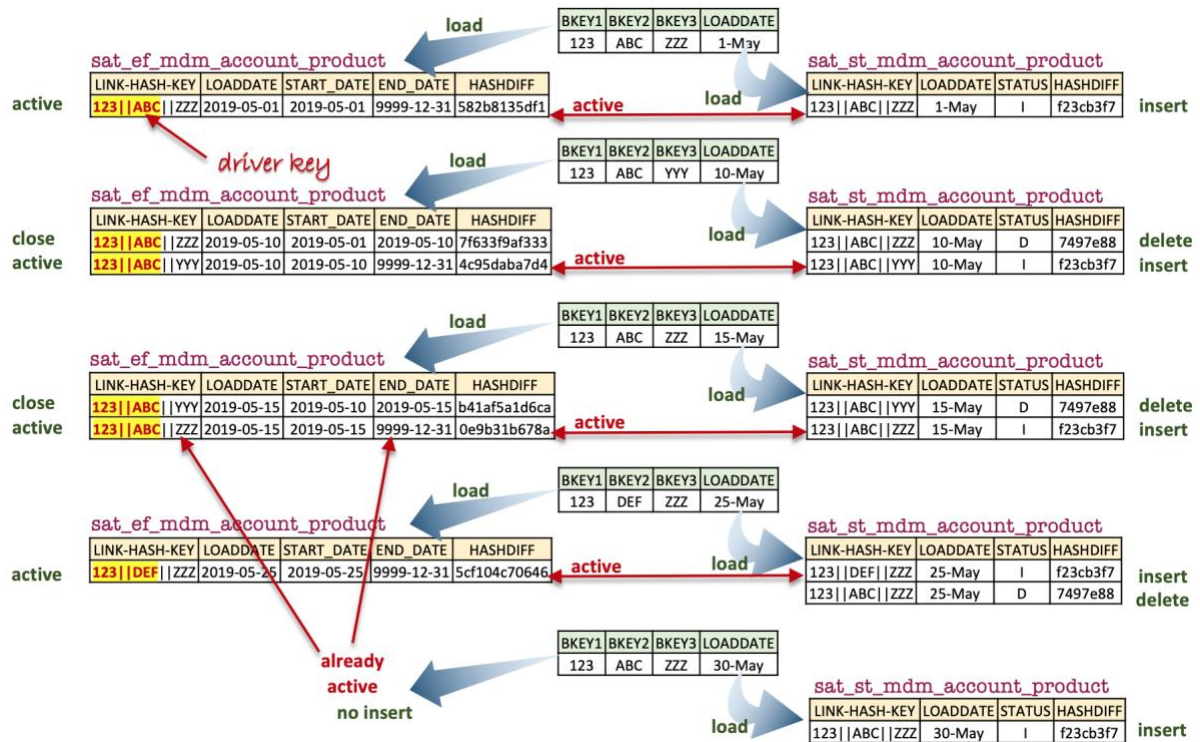 load
BKEY1 BKEY2 BKEY3 LOADDATE
123 ABC ZZZ 1-May
sat_ef_mdm_account_product
sat_st_mdm_account_product
LINK-HASH-KEY LOADDATE START_DATE END_DATE HASHDIFF
active 123||ABC||ZZZ 2019-05-01 2019-05-01 9999-12-31 582b8135df1
active
load
LINK-HASH-KEY LOADDATE STATUS HASHDIFF
123||ABC||ZZZ 1-May I f23cb3f7 insert
driver key
load
BKEY1 BKEY2 BKEY3 LOADDATE
123 ABC YYY 10-May
sat_ef_mdm_account_product
sat_st_mdm_account_product
LINK-HASH-KEY LOADDATE START_DATE END_DATE HASHDIFF
close 123||ABC||ZZZ 2019-05-10 2019-05-01 2019-05-10 7f633f9af333
active 123||ABC||YYY 2019-05-10 2019-05-10 9999-12-31 4c95daba7d4
active
load
LINK-HASH-KEY LOADDATE STATUS HASHDIFF
123||ABC||ZZZ 10-May D 7497e88 delete
123||ABC||YYY 10-May I f23cb3f7 insert
load
BKEY1 BKEY2 BKEY3 LOADDATE
123 ABC ZZZ 15-May
sat_ef_mdm_account_product
sat_st_mdm_account_product
LINK-HASH-KEY LOADDATE START_DATE END_DATE HASHDIFF
close 123||ABC||YYY 2019-05-15 2019-05-10 2019-05-15 b41af5a1d6ca
active 123||ABC||ZZZ 2019-05-15 2019-05-15 9999-12-31 0e9b31b678a
active
load
LINK-HASH-KEY LOADDATE STATUS HASHDIFF
123||ABC||YYY 15-May D 7497e88 delete
123||ABC||ZZZ 15-May I f23cb3f7 insert
load
BKEY1 BKEY2 BKEY3 LOADDATE
123 DEF ZZZ 25-May
sat_ef_mdm_account_product
sat_st_mdm_account_product
LINK-HASH-KEY LOADDATE START_DATE END_DATE HASHDIFF
active 123||DEF||ZZZ 2019-05-25 2019-05-25 9999-12-31 5cf104c70646
active
load
LINK-HASH-KEY LOADDATE STATUS HASHDIFF
123||DEF||ZZZ 25-May I f23cb3f7 insert
123||ABC||ZZZ 25-May D 7497e88 delete
already
active
no insert
BKEY1 BKEY2 BKEY3 LOADDATE
123 ABC ZZZ 30-May
sat_st_mdm_account_product
load
LINK-HASH-KEY LOADDATE STATUS HASHDIFF
123||ABC||ZZZ 30-May I f23cb3f7 insert